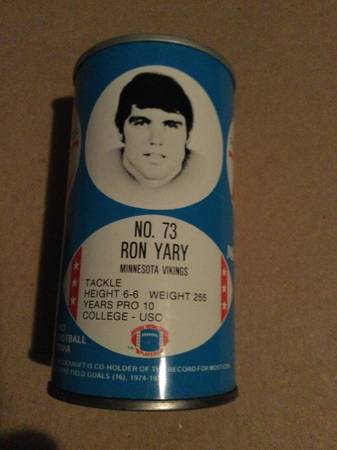 NO. 73
RON YARY
MINNESOTA VIKINGS
TACKLE
HEIGHT 6-6 WEIGHT 255
YEARS PRO 10
COLLEGE - USC
IS CO-HOLDER OF THE RECORD FOR MOST
FIELD GOALS (16), 1974-